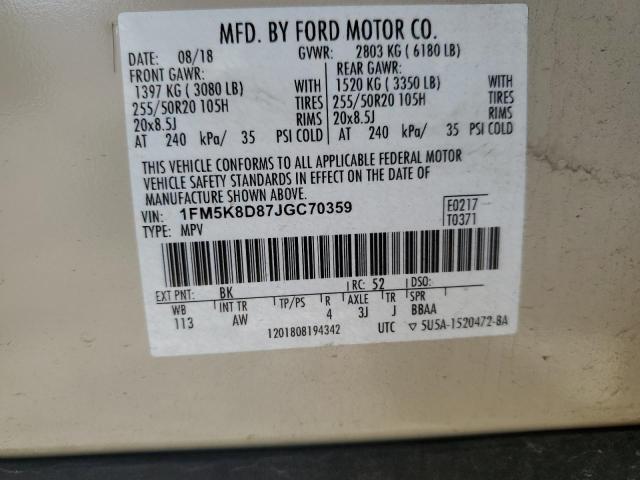 MFD. BY FORD MOTOR CO.
DATE: 08/18 GVWR: 2803 KG ( 6180 LB)
FRONT GAWR: REAR GAWR:
1397 KG ( 3080 LB) WITH 1520 KG ( 3350 LB) WITH
255/50R20 105H TIRES 255/50R20 105H TIRES
20x8.5J RIMS 20x8.5J RIMS
AT 240 kPa/ 35 PSI COLD AT 240 kPa/ 35 PSI COLD
THIS VEHICLE CONFORMS TO ALL APPLICABLE FEDERAL MOTOR
VEHICLE SAFETY STANDARDS IN EFFECT ON THE DATE OF
MANUFACTURE SHOWN ABOVE.
VIN: 1FM5K8D87JGC70359 F0217
TYPE: MPV T0371
EXT PNT: BK RC: 52 DSO:
WB INT TR TP/PS R AXLE TR SPR
113 AW 4 3J J BBAA
1201808194342 UTC ▽ 5U5A-1520472-BA